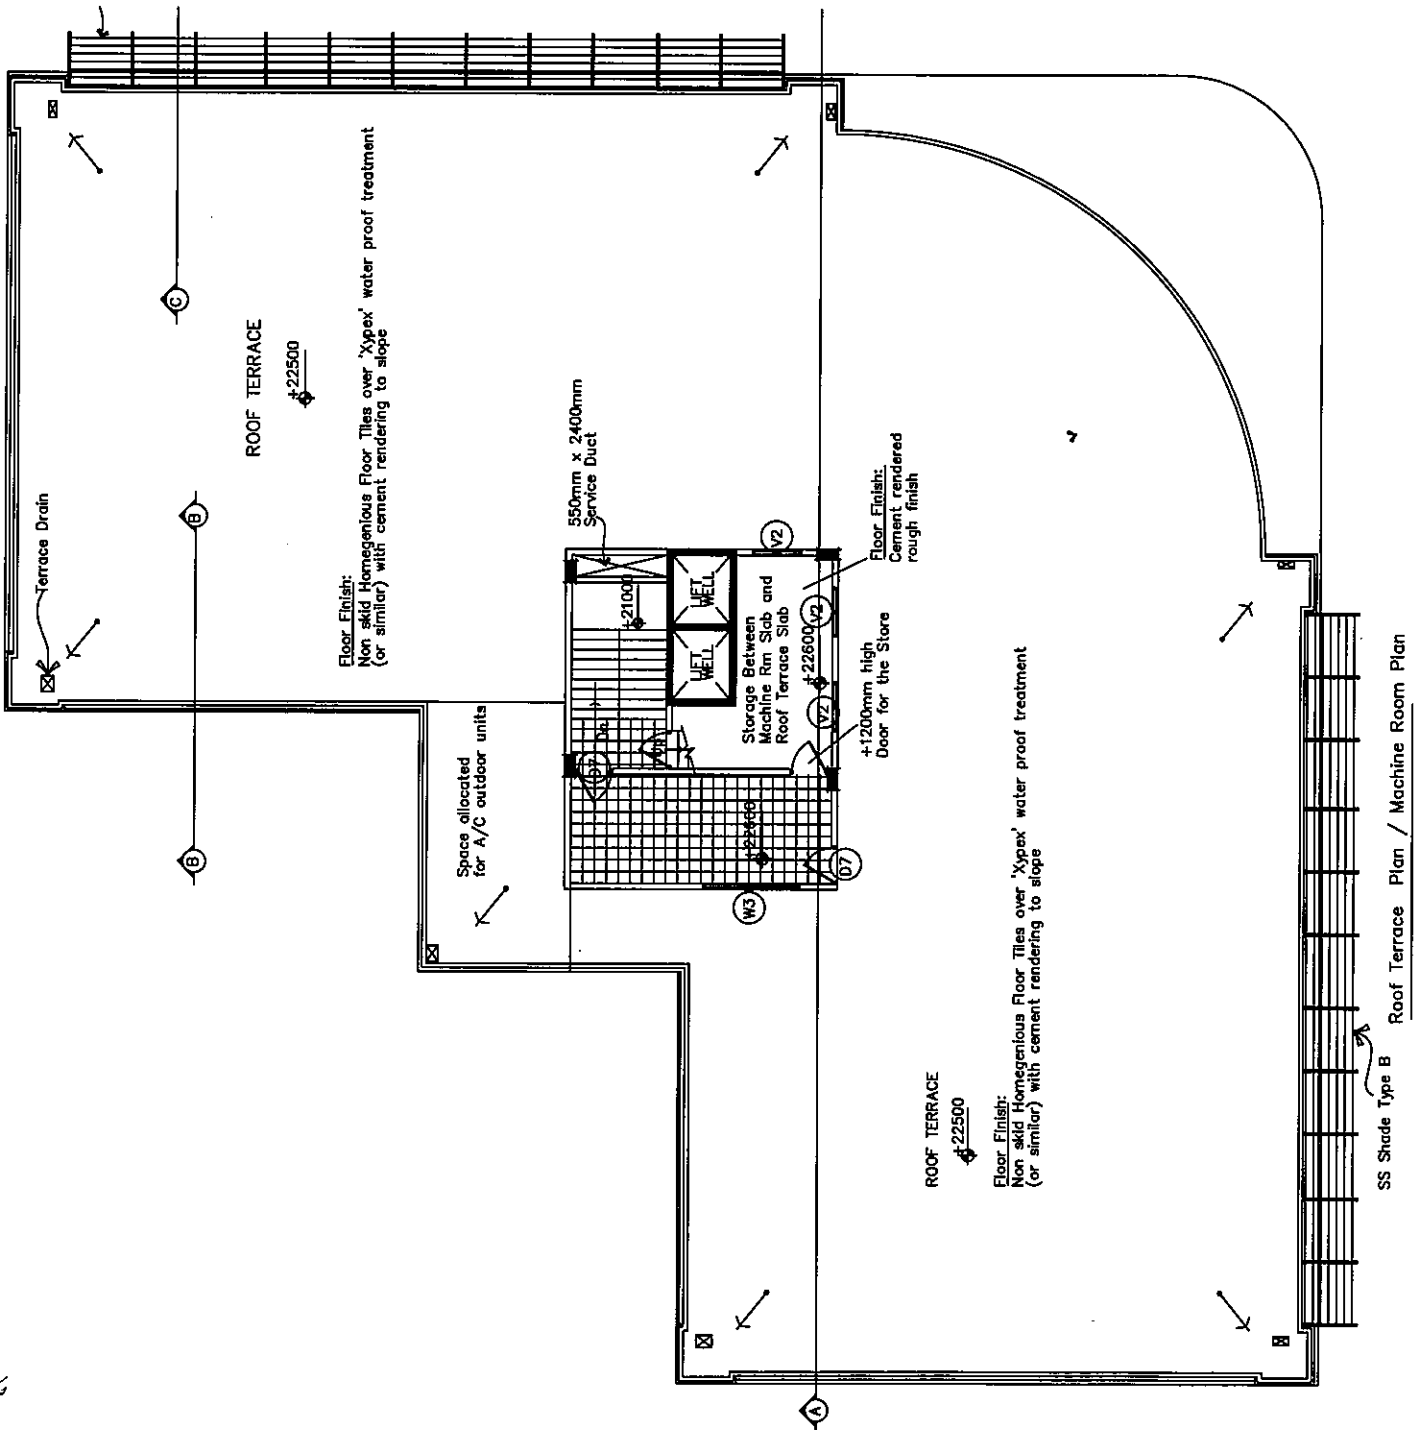 Terrace Drain
ROOF TERRACE
+22500
Floor Finish:
Non skid Homegenious Floor Tiles over 'Xypex' water proof treatment
(or similar) with cement rendering to slope
C
B
B
Space allocated
for A/C outdoor units
550mm x 2400mm
Service Duct
+21000
LIFT
WELL
LIFT
WELL
Storage Between
Machine Rm Slab and
Roof Terrace Slab
+22600
V2
V2
V2
Floor Finish:
Cement rendered
rough finish
+1200mm high
Door for the Store
D7
+22600
W3
D7
ROOF TERRACE
+22500
Floor Finish:
Non skid Homegenious Floor Tiles over 'Xypex' water proof treatment
(or similar) with cement rendering to slope
A
SS Shade Type B
Roof Terrace Plan / Machine Room Plan